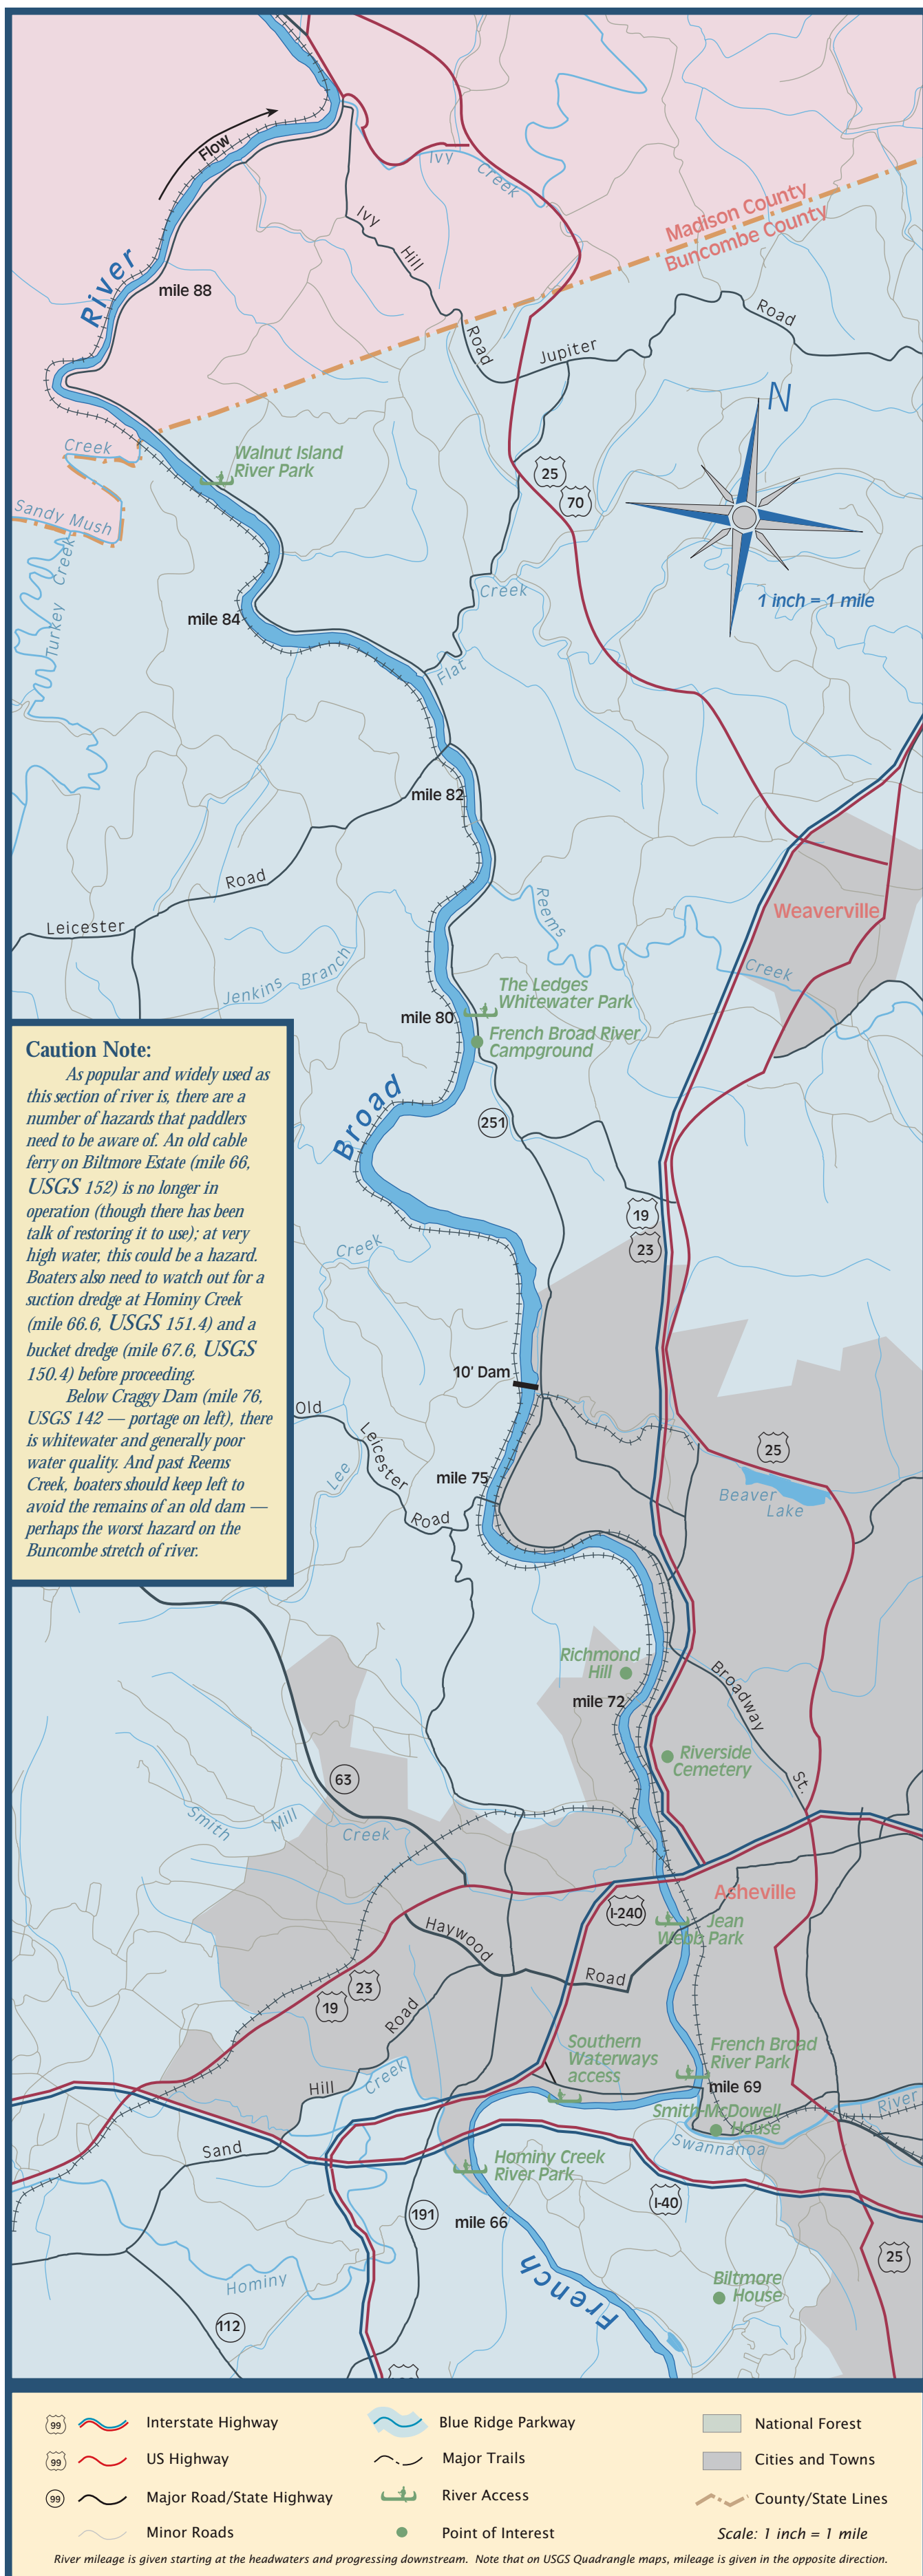 Flow
Ivy
Creek
Ivy
Hill
Road
Madison County
Buncombe County
River
mile 88
Jupiter
Road
N
Creek
Sandy Mush
Walnut Island
River Park
25
70
Turkey Creek
Creek
1 inch = 1 mile
mile 84
Flat
mile 82
Road
Leicester
Reems
Weaverville
Creek
Jenkins Branch
The Ledges
Whitewater Park
mile 80
French Broad River
Campground
Caution Note:
As popular and widely used as
this section of river is, there are a
number of hazards that paddlers
need to be aware of. An old cable
ferry on Biltmore Estate (mile 66,
USGS 152) is no longer in
operation (though there has been
talk of restoring it to use); at very
high water, this could be a hazard.
Boaters also need to watch out for a
suction dredge at Hominy Creek
(mile 66.6, USGS 151.4) and a
bucket dredge (mile 67.6, USGS
150.4) before proceeding.
Below Craggy Dam (mile 76,
USGS 142 — portage on left), there
is whitewater and generally poor
water quality. And past Reems
Creek, boaters should keep left to
avoid the remains of an old dam —
perhaps the worst hazard on the
Buncombe stretch of river.
Broad
251
19
23
Creek
10' Dam
Old
Leicester
Road
Lee
mile 75
25
Beaver
Lake
Richmond
Hill
mile 72
Broadway
St.
Riverside
Cemetery
63
Smith
Mill
Creek
Asheville
I-240
Jean
Webb Park
Haywood
Road
23
19
Road
Hill
Sand
Creek
Southern
Waterways
access
French Broad
River Park
mile 69
Smith-McDowell
House
Swannanoa
River
Hominy Creek
River Park
I-40
191
mile 66
French
25
Hominy
Biltmore
House
112
99
Interstate Highway
Blue Ridge Parkway
National Forest
99
US Highway
Major Trails
Cities and Towns
99
Major Road/State Highway
River Access
County/State Lines
Minor Roads
Point of Interest
Scale: 1 inch = 1 mile
River mileage is given starting at the headwaters and progressing downstream. Note that on USGS Quadrangle maps, mileage is given in the opposite direction.